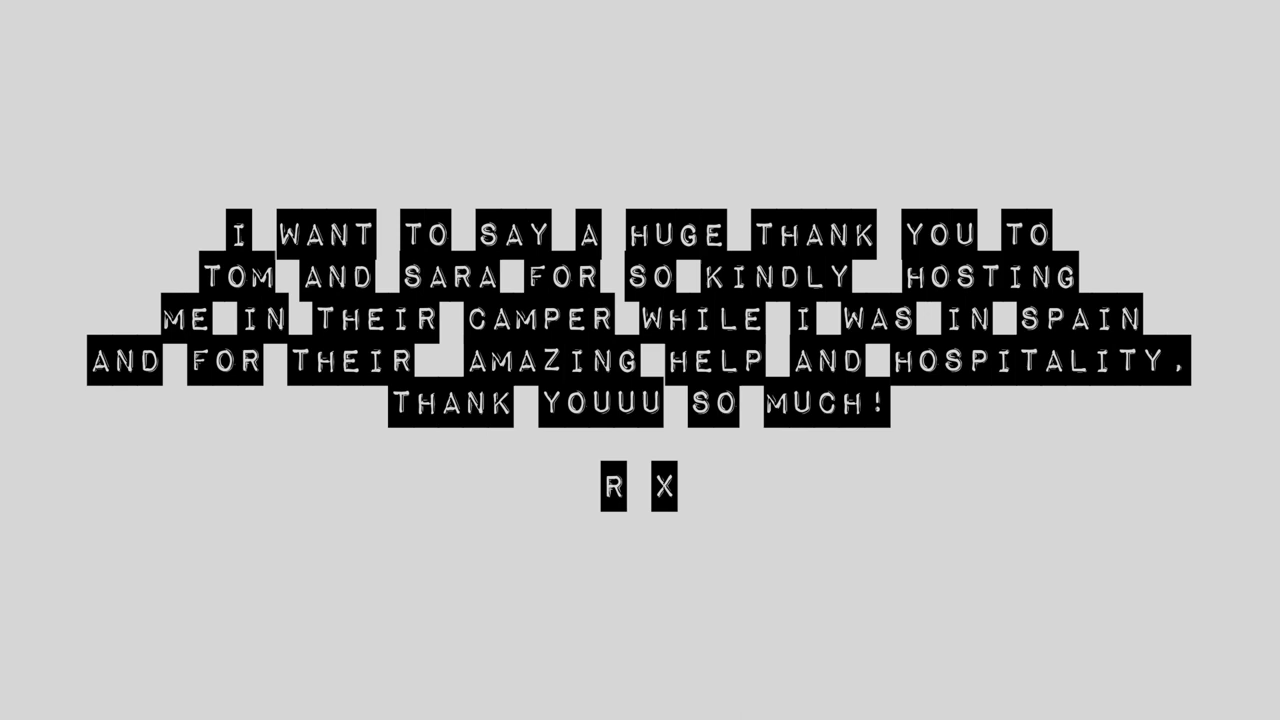 I WANT TO SAY A HUGE THANK YOU TO
TOM AND SARA FOR SO KINDLY  HOSTING
ME IN THEIR CAMPER WHILE I WAS IN SPAIN
AND FOR THEIR  AMAZING HELP AND HOSPITALITY,
THANK YOUUU SO MUCH!
R X